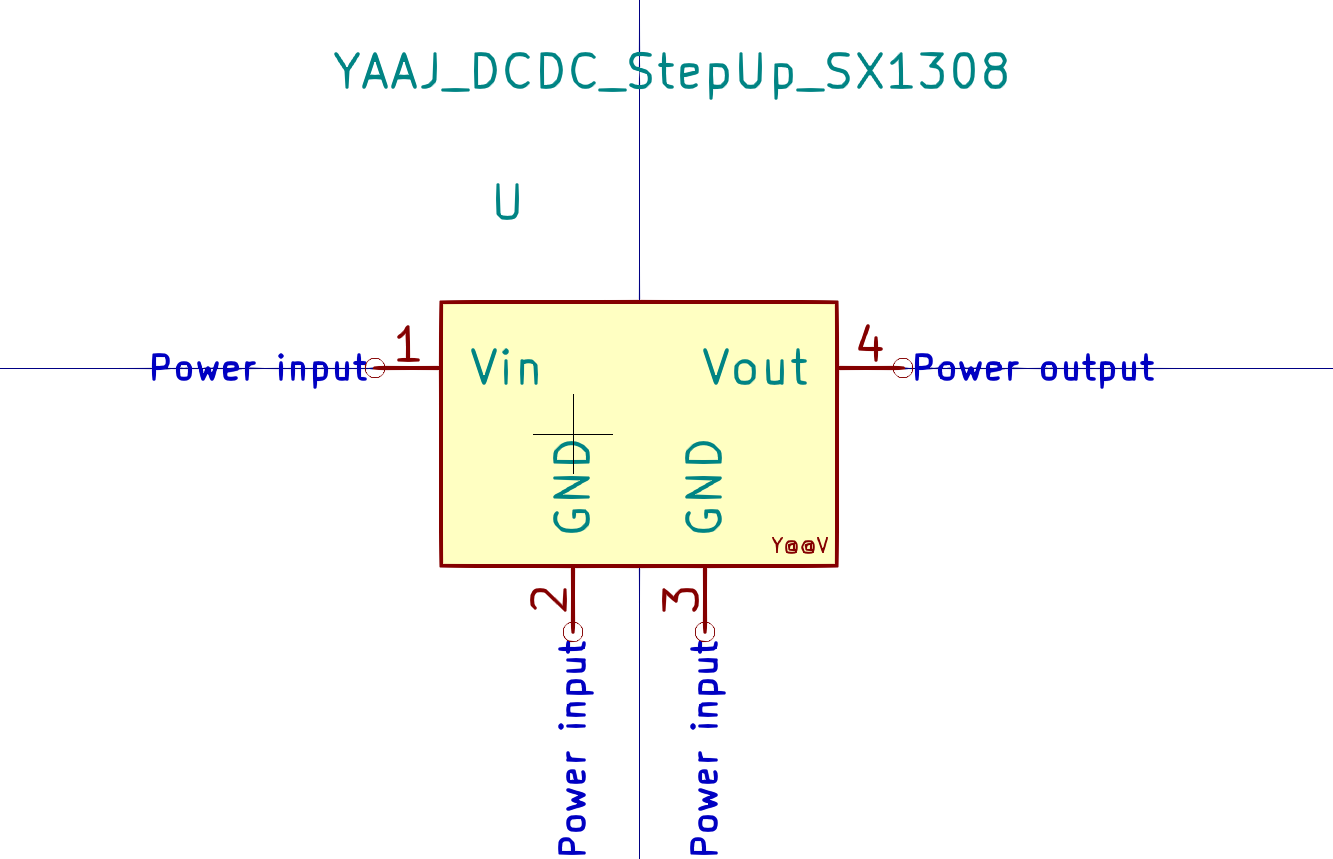 YAAJ_DCDC_StepUp_SX1308
U
1
4
Power input
Vin
Vout
Power output
GND
GND
Y@@V
2
3
Power input
Power input